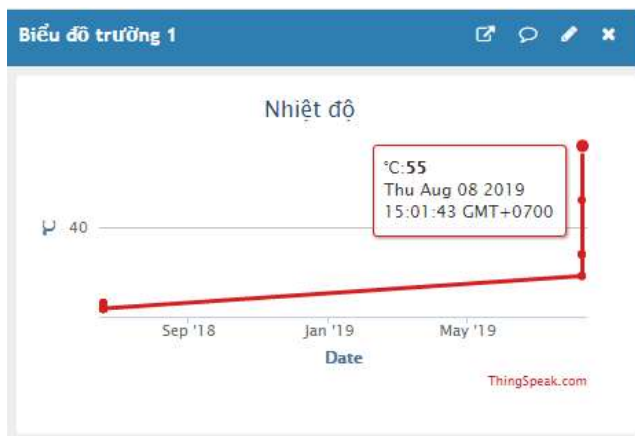 Biểu đồ trường 1
Nhiệt độ
℃:55
Thu Aug 08 2019
15:01:43 GMT+0700
℃
40
Sep '18
Jan '19
May '19
Date
ThingSpeak.com